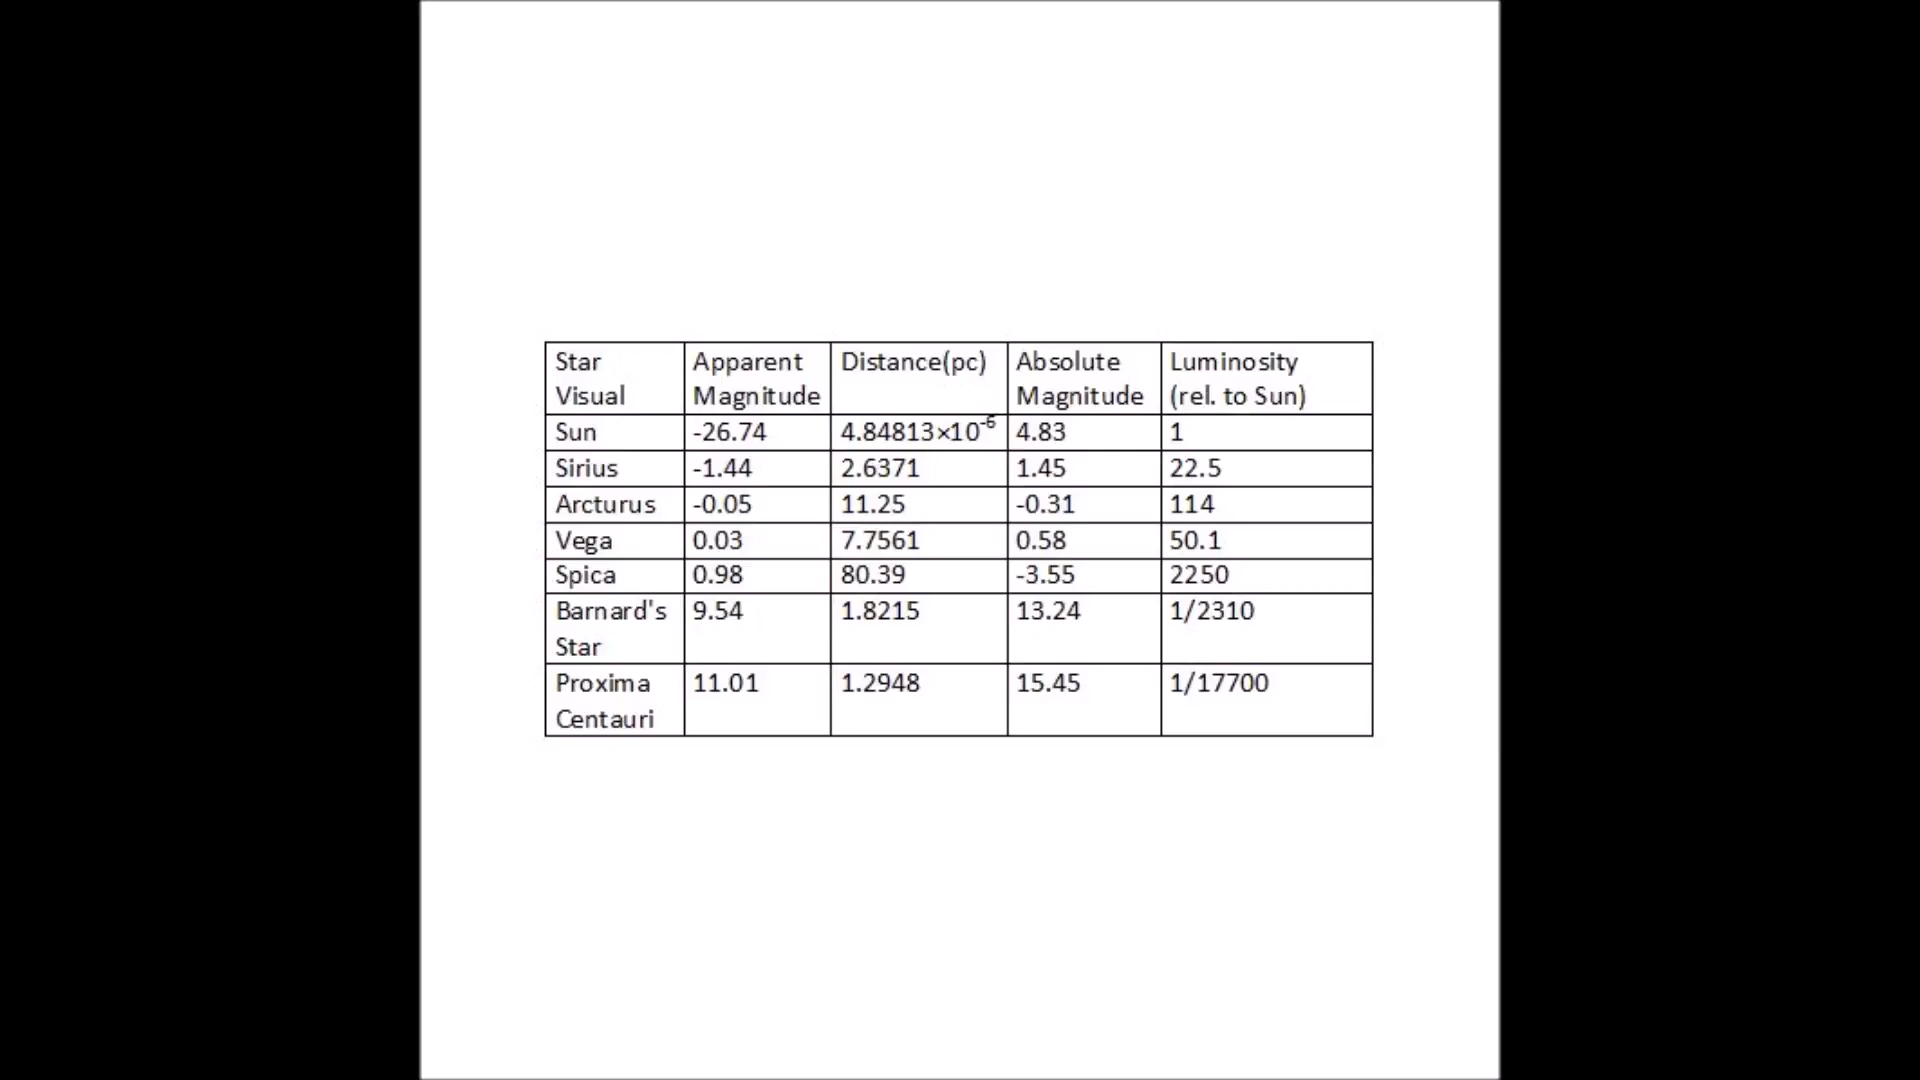 Star Visual Apparent Magnitude Distance(pc) Absolute Magnitude Luminosity (rel. to Sun)
Sun -26.74 4.84813×10⁻⁶ 4.83 1
Sirius -1.44 2.6371 1.45 22.5
Arcturus -0.05 11.25 -0.31 114
Vega 0.03 7.7561 0.58 50.1
Spica 0.98 80.39 -3.55 2250
Barnard's Star 9.54 1.8215 13.24 1/2310
Proxima Centauri 11.01 1.2948 15.45 1/17700